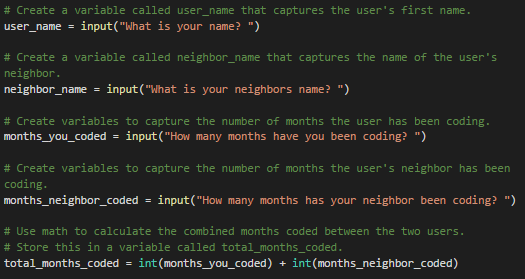 # Create a variable called user_name that captures the user's first name.
user_name = input("What is your name? ")
# Create a variable called neighbor_name that captures the name of the user's
neighbor.
neighbor_name = input("What is your neighbors name? ")
# Create variables to capture the number of months the user has been coding.
months_you_coded = input("How many months have you been coding? ")
# Create variables to capture the number of months the user's neighbor has been
coding.
months_neighbor_coded = input("How many months has your neighbor been coding? ")
# Use math to calculate the combined months coded between the two users.
# Store this in a variable called total_months_coded.
total_months_coded = int(months_you_coded) + int(months_neighbor_coded)